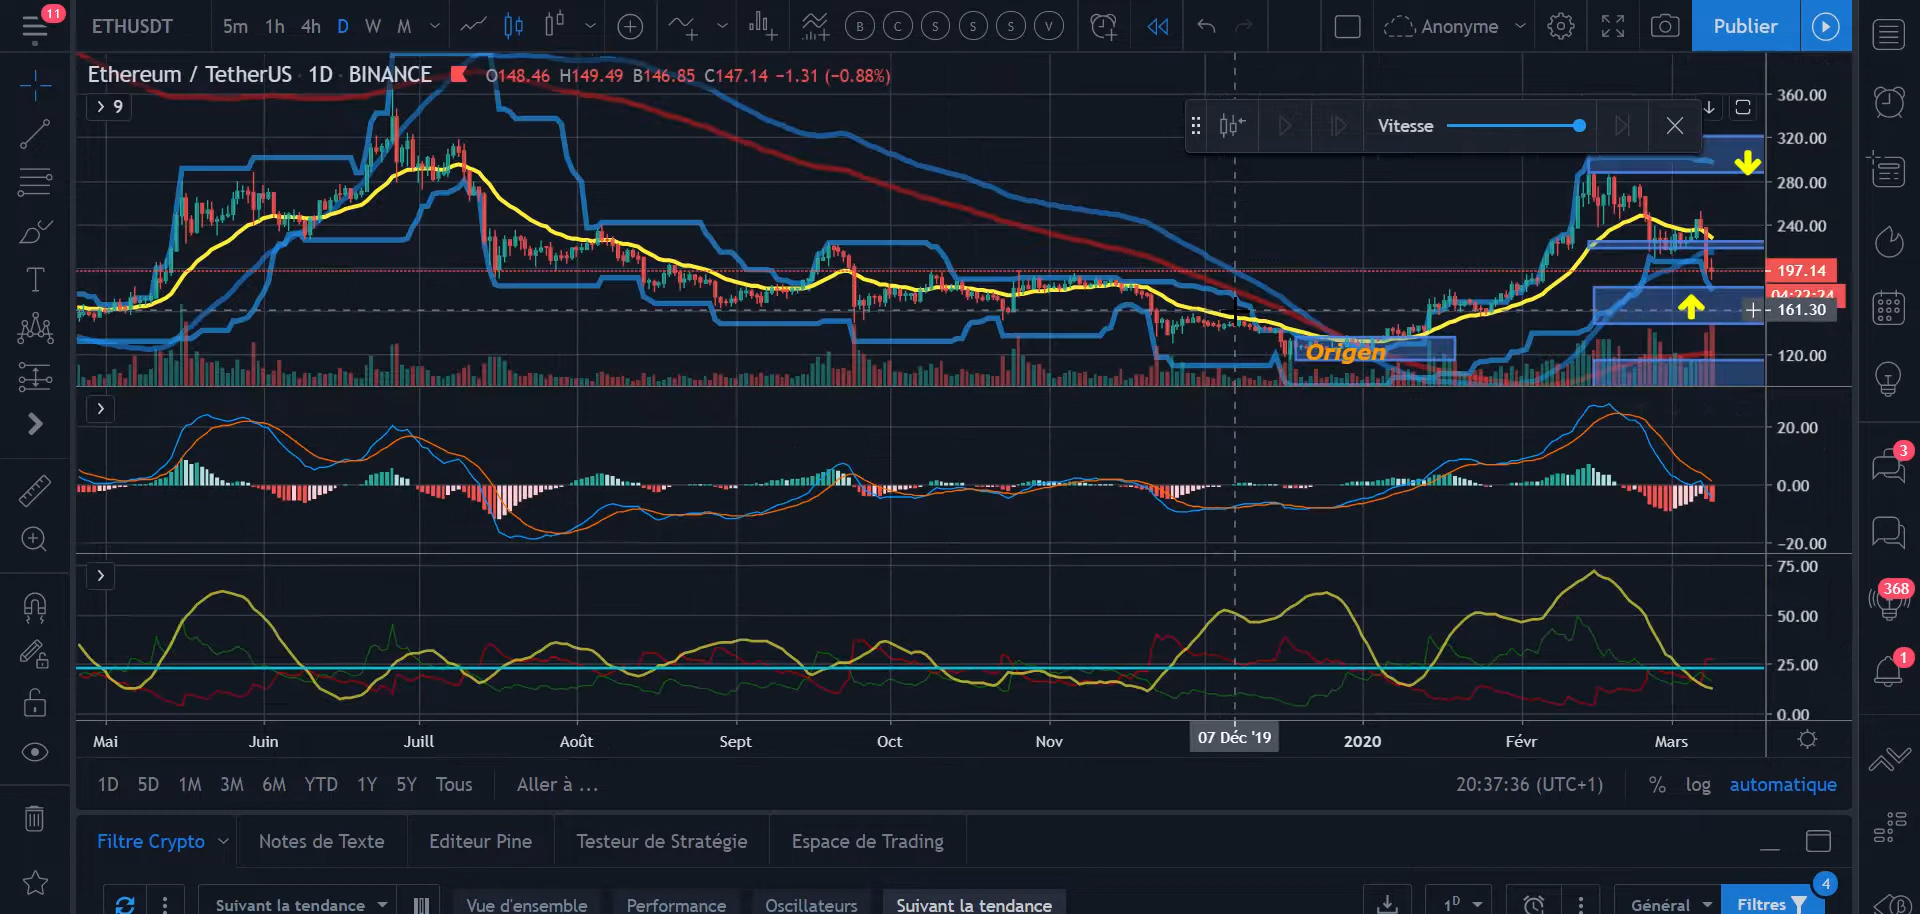 11
ETHUSDT
5m 1h 4h D W M
B C S S S V
Anonyme
Publier
Ethereum / TetherUS · 1D · BINANCE
O148.46 H149.49 B146.85 C147.14 −1.31 (−0.88%)
9
Vitesse
360.00
320.00
280.00
240.00
197.14
04:22:24
161.30
120.00
Origen
20.00
0.00
−20.00
75.00
50.00
25.00
0.00
3
368
1
Mai Juin Juill Août Sept Oct Nov 07 Déc '19 2020 Févr Mars
1D 5D 1M 3M 6M YTD 1Y 5Y Tous Aller à ...
20:37:36 (UTC+1) % log automatique
Filtre Crypto Notes de Texte Editeur Pine Testeur de Stratégie Espace de Trading
4
Suivant la tendance Vue d'ensemble Performance Oscillateurs Suivant la tendance 1D Général Filtres